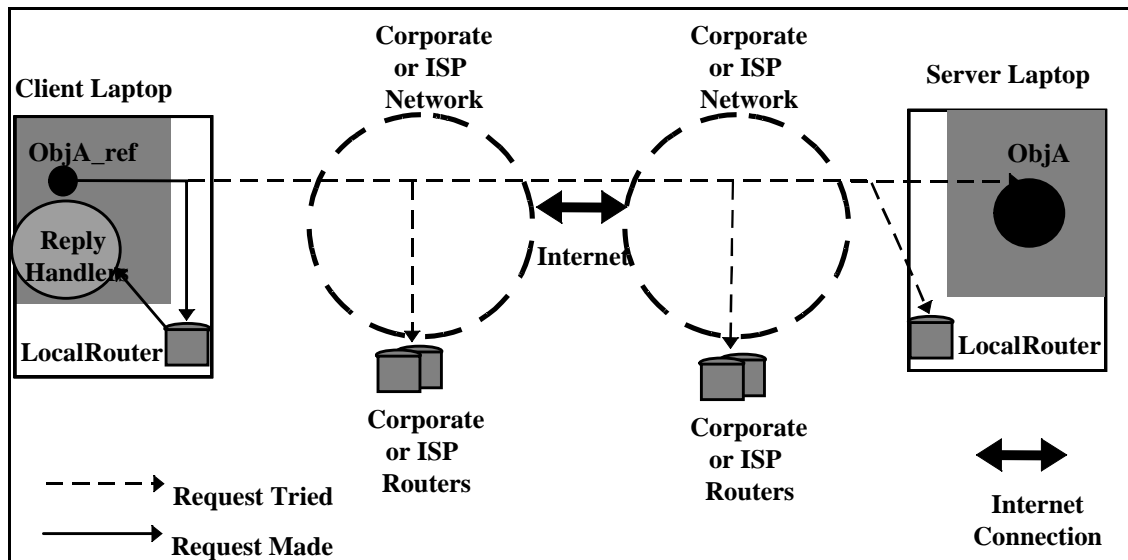 Corporate
or ISP
Network
Corporate
or ISP
Network
Client Laptop
Server Laptop
ObjA_ref
ObjA
Reply
Handlers
Internet
LocalRouter
LocalRouter
Corporate
or ISP
Routers
Corporate
or ISP
Routers
Request Tried
Request Made
Internet
Connection